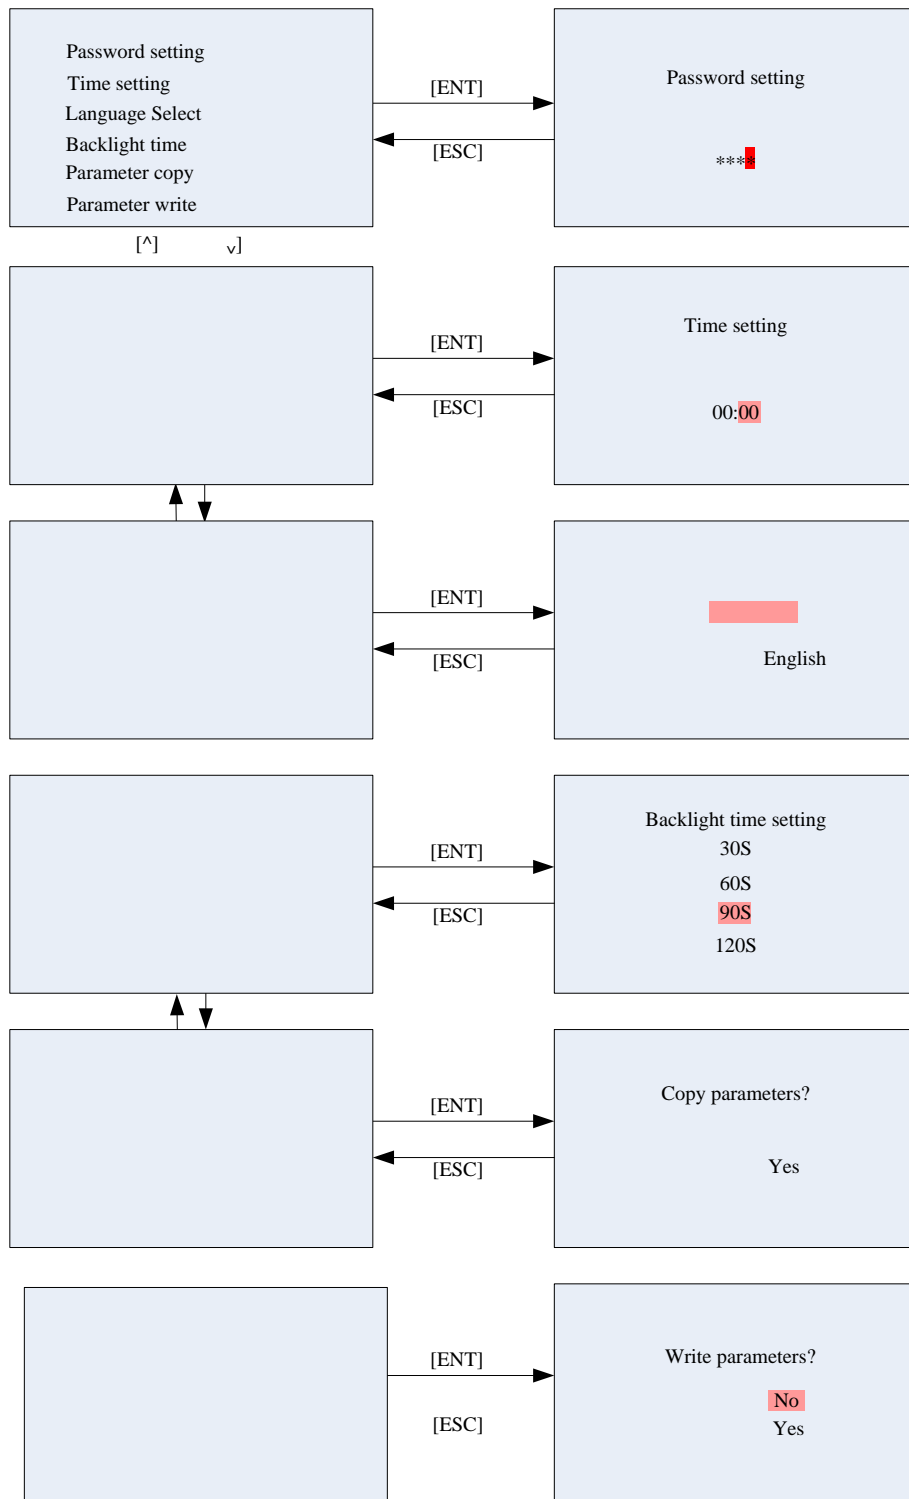 Password setting
Time setting
Language Select
Backlight time
Parameter copy
Parameter write
[ENT]
[ESC]
Password setting
****
[^] v]
[ENT]
[ESC]
Time setting
00:00
[ENT]
[ESC]
English
[ENT]
[ESC]
Backlight time setting
30S
60S
90S
120S
[ENT]
[ESC]
Copy parameters?
Yes
[ENT]
[ESC]
Write parameters?
No
Yes